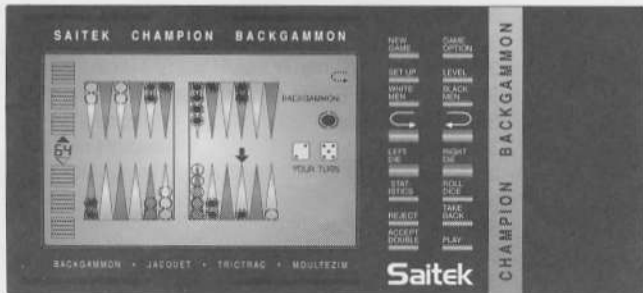 SAITEK CHAMPION BACKGAMMON
BACKGAMMON
64
YOUR TURN
BACKGAMMON • JACQUET • TRICTRAC • MOULTEZIM
NEW GAME
GAME OPTION
SET UP
LEVEL
WHITE MEN
BLACK MEN
LEFT DIE
RIGHT DIE
STAT ISTICS
ROLL DICE
REJECT
TAKE BACK
ACCEPT DOUBLE
PLAY
Saitek
CHAMPION BACKGAMMON